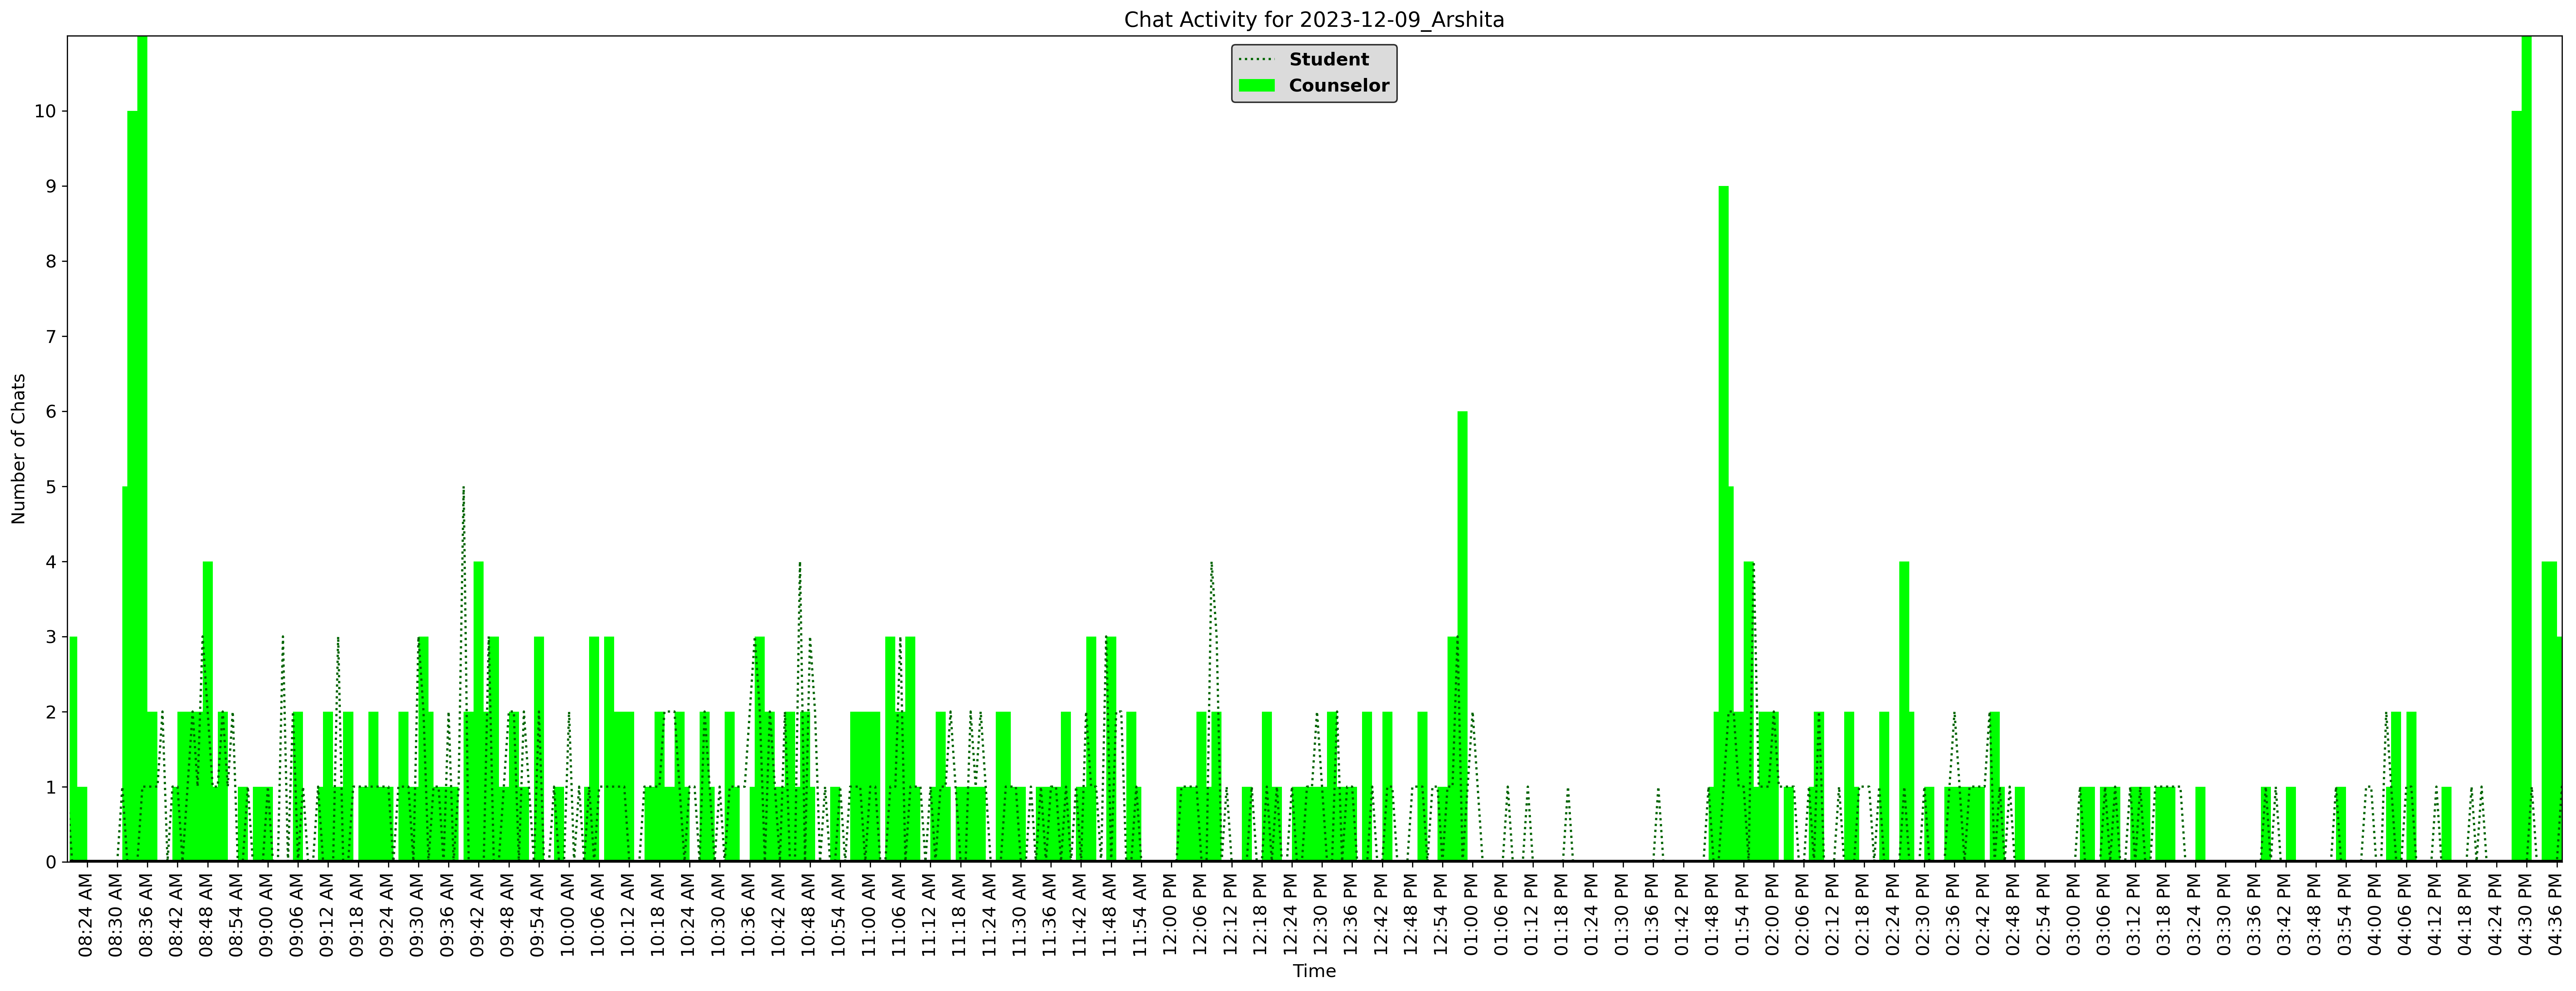 Chat Activity for 2023-12-09_Arshita
Student
Counselor
Number of Chats
10
9
8
7
6
5
4
3
2
1
0
08:24 AM
08:30 AM
08:36 AM
08:42 AM
08:48 AM
08:54 AM
09:00 AM
09:06 AM
09:12 AM
09:18 AM
09:24 AM
09:30 AM
09:36 AM
09:42 AM
09:48 AM
09:54 AM
10:00 AM
10:06 AM
10:12 AM
10:18 AM
10:24 AM
10:30 AM
10:36 AM
10:42 AM
10:48 AM
10:54 AM
11:00 AM
11:06 AM
11:12 AM
11:18 AM
11:24 AM
11:30 AM
11:36 AM
11:42 AM
11:48 AM
11:54 AM
12:00 PM
12:06 PM
12:12 PM
12:18 PM
12:24 PM
12:30 PM
12:36 PM
12:42 PM
12:48 PM
12:54 PM
01:00 PM
01:06 PM
01:12 PM
01:18 PM
01:24 PM
01:30 PM
01:36 PM
01:42 PM
01:48 PM
01:54 PM
02:00 PM
02:06 PM
02:12 PM
02:18 PM
02:24 PM
02:30 PM
02:36 PM
02:42 PM
02:48 PM
02:54 PM
03:00 PM
03:06 PM
03:12 PM
03:18 PM
03:24 PM
03:30 PM
03:36 PM
03:42 PM
03:48 PM
03:54 PM
04:00 PM
04:06 PM
04:12 PM
04:18 PM
04:24 PM
04:30 PM
04:36 PM
Time